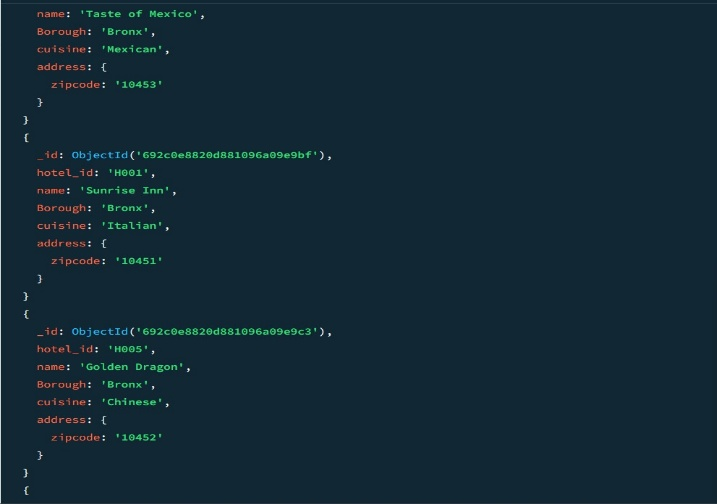 name: 'Taste of Mexico',
Borough: 'Bronx',
cuisine: 'Mexican',
address: {
zipcode: '10453'
}
}
{
_id: ObjectId('692c0e8820d881096a09e9bf'),
hotel_id: 'H001',
name: 'Sunrise Inn',
Borough: 'Bronx',
cuisine: 'Italian',
address: {
zipcode: '10451'
}
}
{
_id: ObjectId('692c0e8820d881096a09e9c3'),
hotel_id: 'H005',
name: 'Golden Dragon',
Borough: 'Bronx',
cuisine: 'Chinese',
address: {
zipcode: '10452'
}
}
{